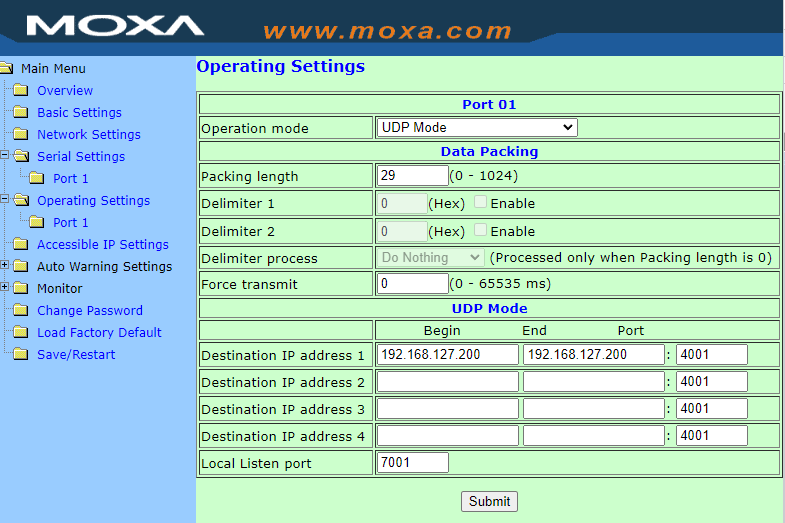 MOXA
www.moxa.com
Main Menu
Overview
Basic Settings
Network Settings
Serial Settings
Port 1
Operating Settings
Port 1
Accessible IP Settings
Auto Warning Settings
Monitor
Change Password
Load Factory Default
Save/Restart
Operating Settings
Port 01
Operation mode UDP Mode
Data Packing
Packing length 29 (0 - 1024)
Delimiter 1 0 (Hex) Enable
Delimiter 2 0 (Hex) Enable
Delimiter process Do Nothing (Processed only when Packing length is 0)
Force transmit 0 (0 - 65535 ms)
UDP Mode
Begin End Port
Destination IP address 1 192.168.127.200 192.168.127.200 : 4001
Destination IP address 2 : 4001
Destination IP address 3 : 4001
Destination IP address 4 : 4001
Local Listen port 7001
Submit